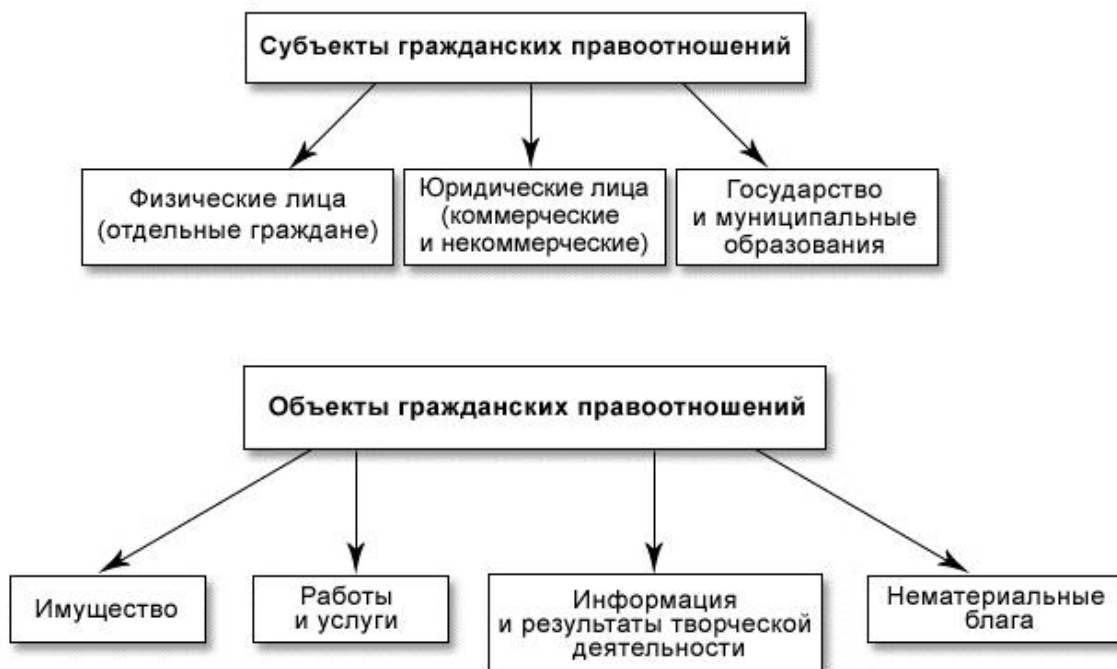 Субъекты гражданских правоотношений
Физические лица
(отдельные граждане)
Юридические лица
(коммерческие
и некоммерческие)
Государство
и муниципальные
образования
Объекты гражданских правоотношений
Имущество
Работы
и услуги
Информация
и результаты творческой
деятельности
Нематериальные
блага